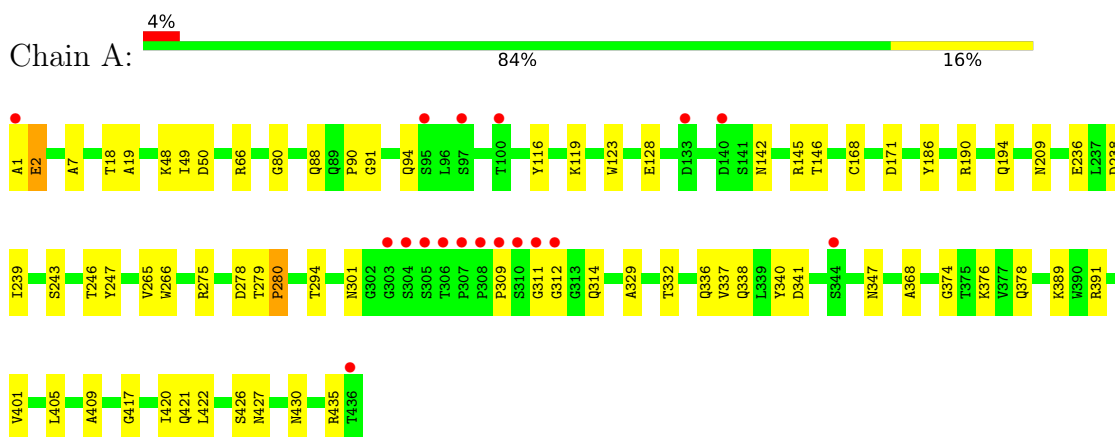 4%
Chain A:
84% 16%
A1 E2 A7 T18 A19 K48 I49 D50 R66 G80 Q88 Q89 P90 G91 Q94 S95 L96 S97 T100 Y116 K119 W123 E128 D133 D140 S141 N142 R145 T146 C168 D171 Y186 R190 Q194 N209 E236 L237
I239 S243 T246 Y247 V265 W266 R275 D278 T279 P280 T294 N301 G302 G303 S304 S305 T306 P307 P308 P309 S310 G311 G312 G313 Q314 A329 T332 Q336 V337 Q338 L339 Y340 D341 S344 N347 A368 G374 T375 K376 V377 Q378 K389 W390 R391
V401 L405 A409 G417 I420 Q421 L422 S426 N427 N430 R435 T436